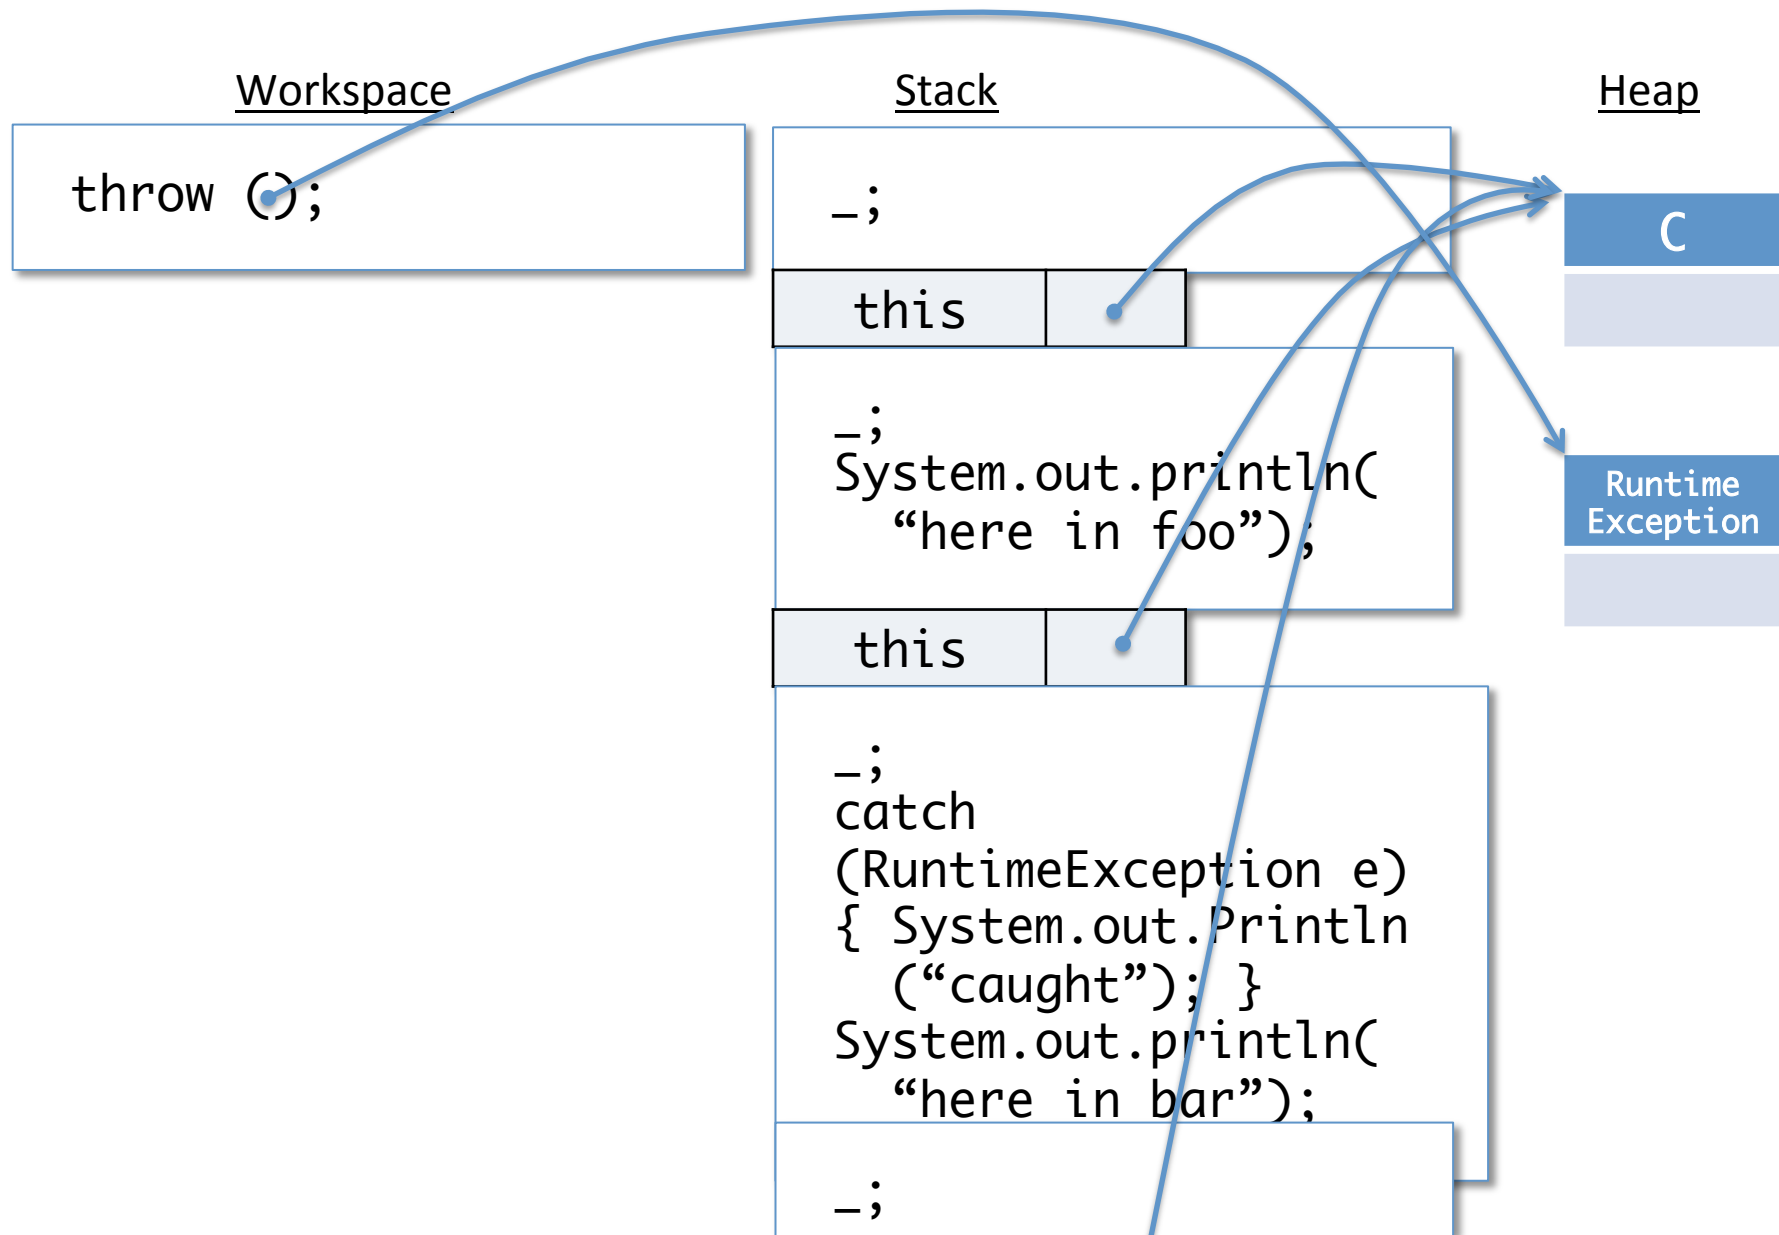 Workspace
Stack
Heap
throw ();
_;
C
this
_;
System.out.println(
“here in foo”);
Runtime
Exception
this
_;
catch
(RuntimeException e)
{ System.out.Println
(“caught”); }
System.out.println(
“here in bar”);
_;